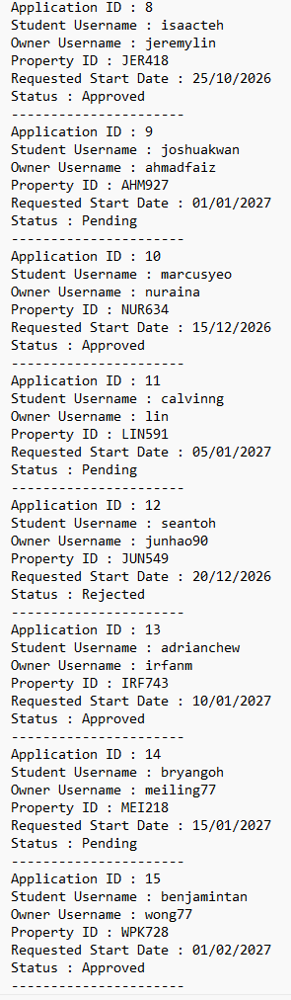 Application ID : 8
Student Username : isaacteh
Owner Username : jeremylin
Property ID : JER418
Requested Start Date : 25/10/2026
Status : Approved
----------------------
Application ID : 9
Student Username : joshuakwan
Owner Username : ahmadfaiz
Property ID : AHM927
Requested Start Date : 01/01/2027
Status : Pending
----------------------
Application ID : 10
Student Username : marcusyeo
Owner Username : nuraina
Property ID : NUR634
Requested Start Date : 15/12/2026
Status : Approved
----------------------
Application ID : 11
Student Username : calvinng
Owner Username : lin
Property ID : LIN591
Requested Start Date : 05/01/2027
Status : Pending
----------------------
Application ID : 12
Student Username : seantoh
Owner Username : junhao90
Property ID : JUN549
Requested Start Date : 20/12/2026
Status : Rejected
----------------------
Application ID : 13
Student Username : adrianchew
Owner Username : irfanm
Property ID : IRF743
Requested Start Date : 10/01/2027
Status : Approved
----------------------
Application ID : 14
Student Username : bryangoh
Owner Username : meiling77
Property ID : MEI218
Requested Start Date : 15/01/2027
Status : Pending
----------------------
Application ID : 15
Student Username : benjamintan
Owner Username : wong77
Property ID : WPK728
Requested Start Date : 01/02/2027
Status : Approved
----------------------